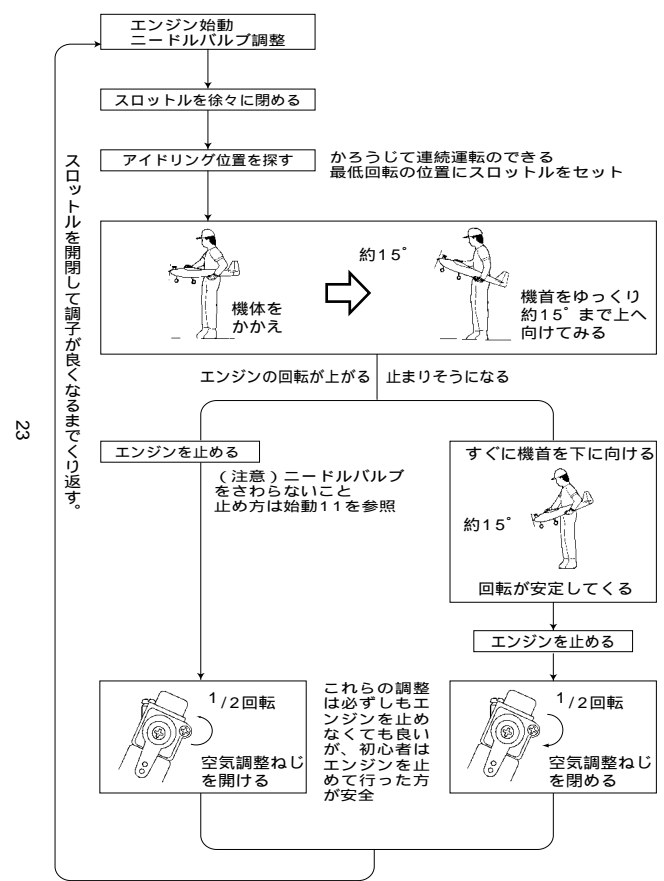 エンジン始動
ニードルバルブ調整
スロットルを徐々に閉める
アイドリング位置を探す
かろうじて連続運転のできる
最低回転の位置にスロットルをセット
機体を
かかえ
約15°
機首をゆっくり
約15°まで上へ
向けてみる
エンジンの回転が上がる
止まりそうになる
エンジンを止める
(注意)ニードルバルブ
をさわらないこと
止め方は始動11を参照
すぐに機首を下に向ける
約15°
回転が安定してくる
エンジンを止める
1/2回転
空気調整ねじ
を開ける
これらの調整
は必ずしもエ
ンジンを止め
なくても良い
が、初心者は
エンジンを止
めて行った方
が安全
1/2回転
空気調整ねじ
を閉める
スロットルを開閉して調子が良くなるまでくり返す。
23